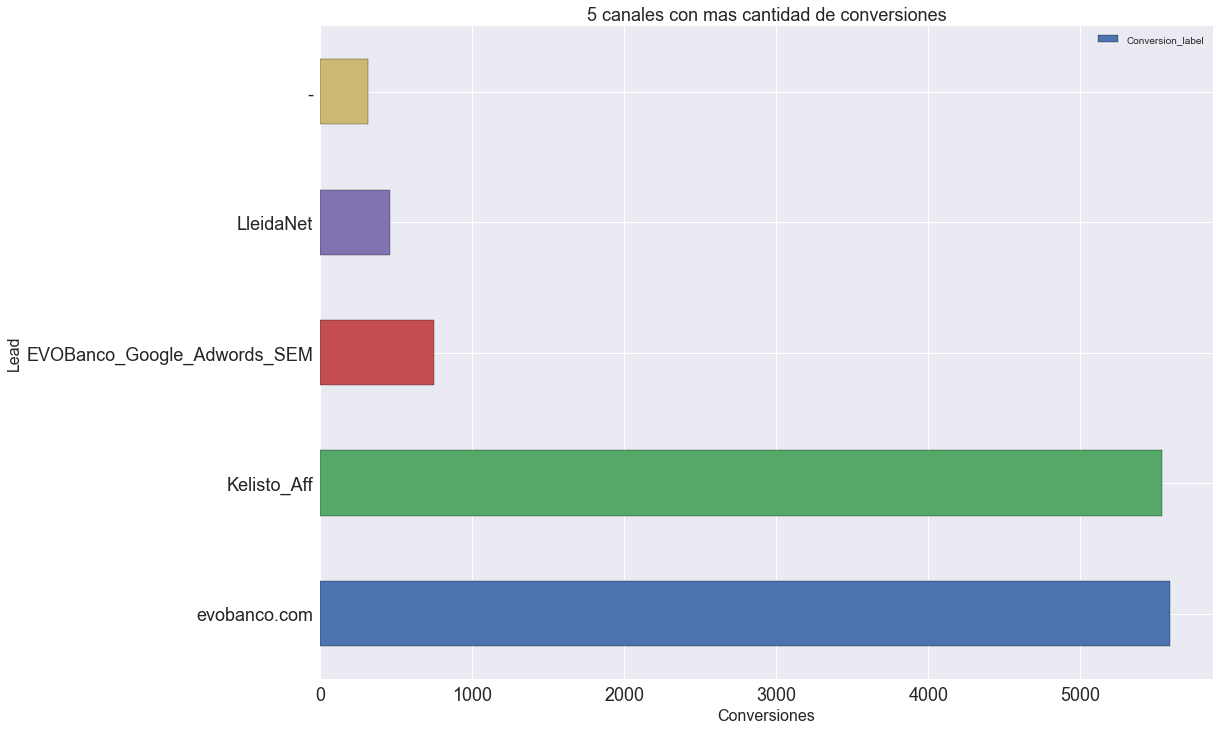 5 canales con mas cantidad de conversiones
Conversion_label
-
LleidaNet
EVOBanco_Google_Adwords_SEM
Kelisto_Aff
evobanco.com
Lead
0 1000 2000 3000 4000 5000
Conversiones